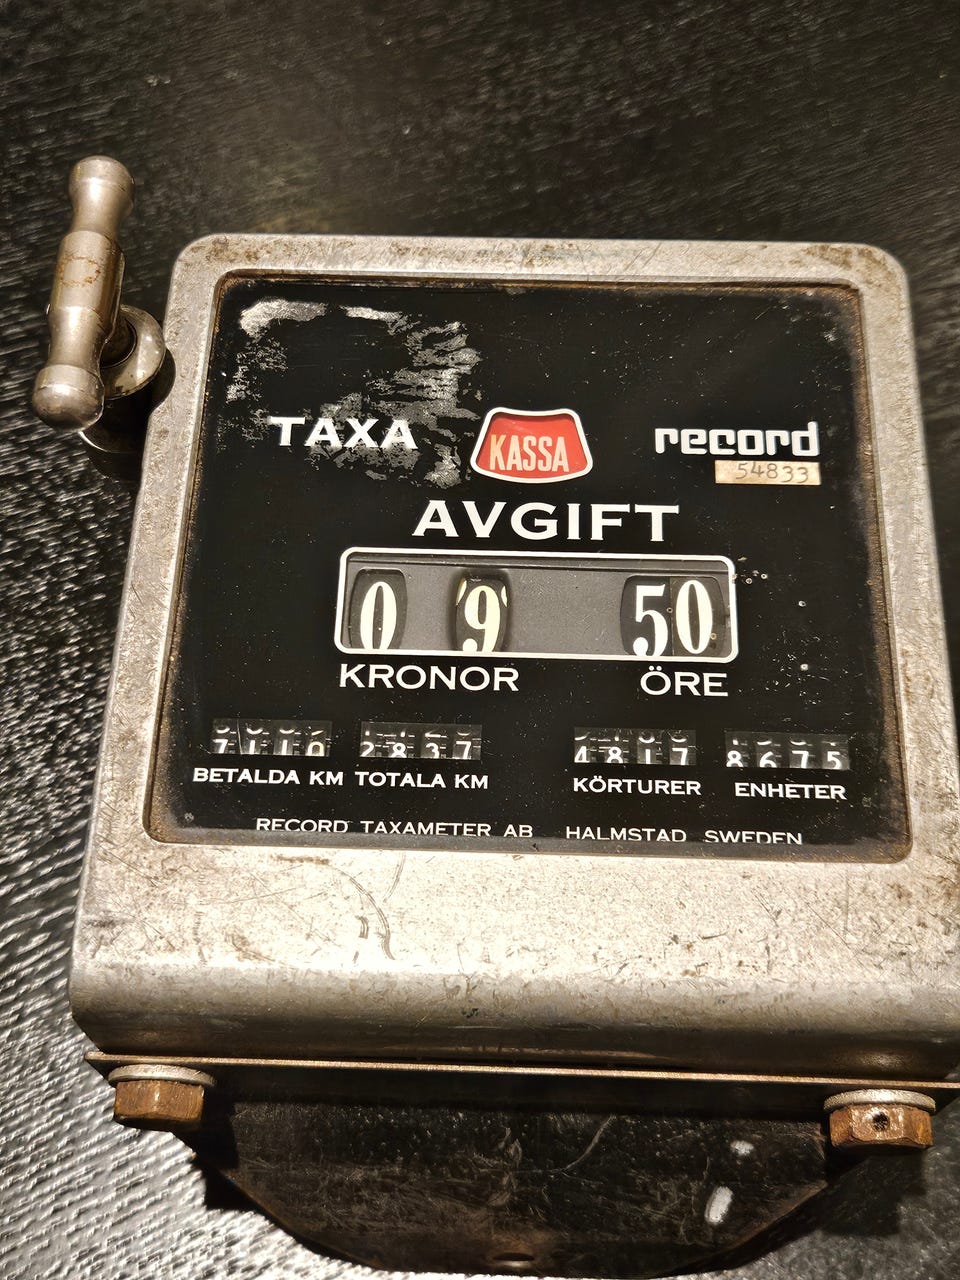 TAXA KASSA record
54833
AVGIFT
0 9 50
KRONOR ÖRE
2837 4817 8675
BETALDA KM TOTALA KM KÖRTURER ENHETER
RECORD TAXAMETER AB HALMSTAD SWEDEN